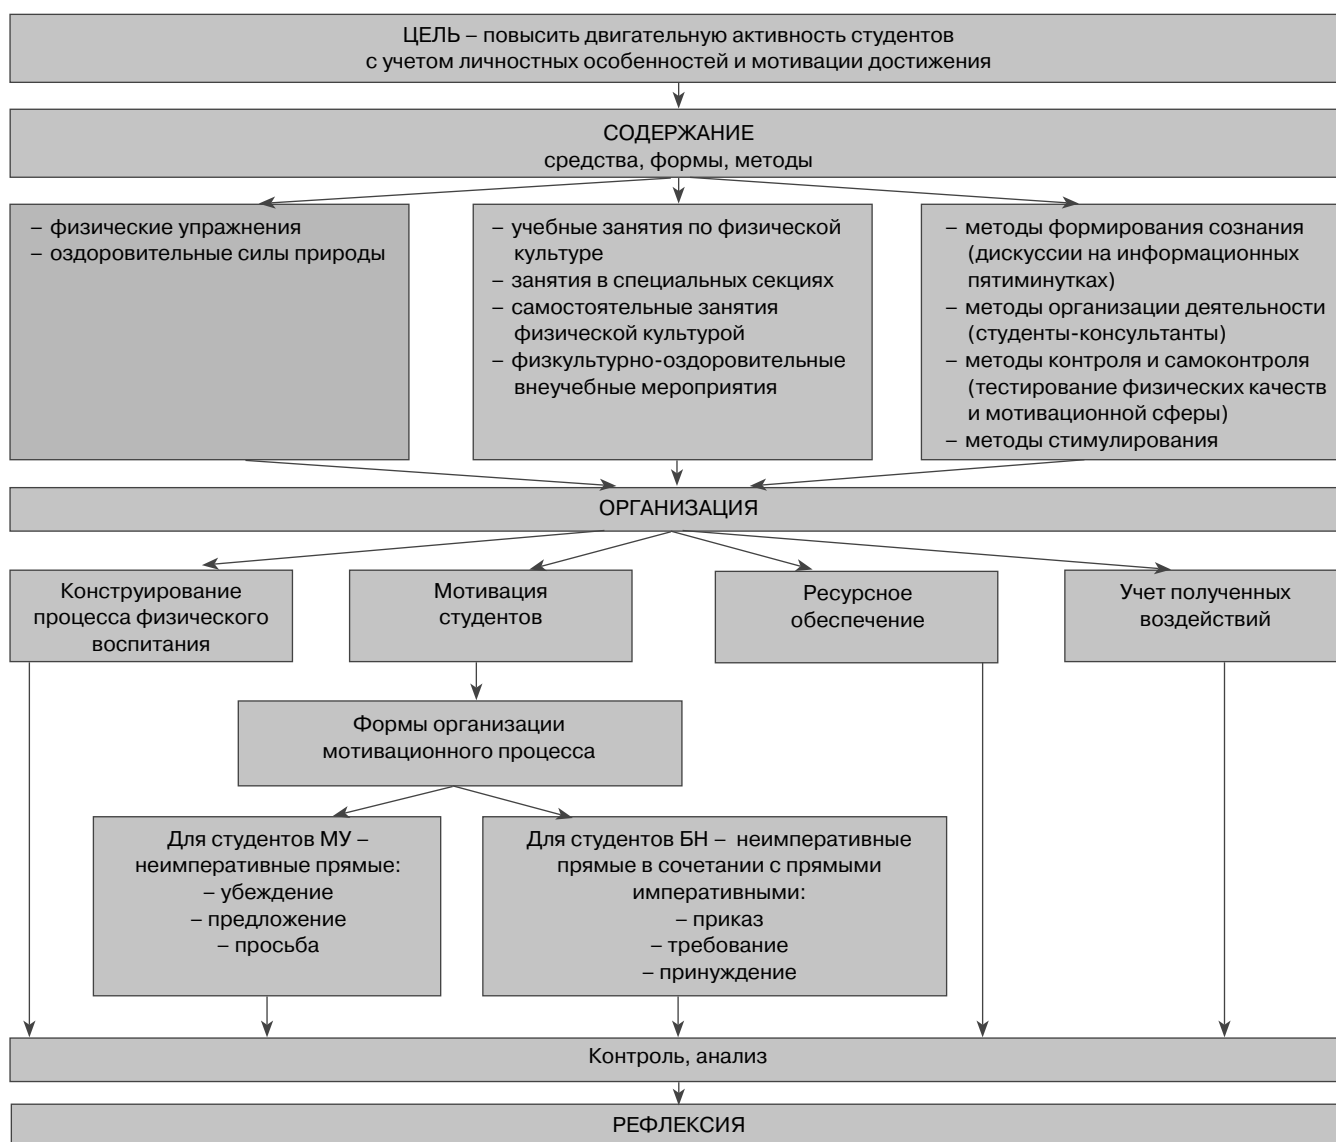 ЦЕЛЬ – повысить двигательную активность студентов
с учетом личностных особенностей и мотивации достижения
СОДЕРЖАНИЕ
средства, формы, методы
– физические упражнения
– оздоровительные силы природы
– учебные занятия по физической
культуре
– занятия в специальных секциях
– самостоятельные занятия
физической культурой
– физкультурно-оздоровительные
внеучебные мероприятия
– методы формирования сознания
(дискуссии на информационных
пятиминутках)
– методы организации деятельности
(студенты-консультанты)
– методы контроля и самоконтроля
(тестирование физических качеств
и мотивационной сферы)
– методы стимулирования
ОРГАНИЗАЦИЯ
Конструирование
процесса физического
воспитания
Мотивация
студентов
Ресурсное
обеспечение
Учет полученных
воздействий
Формы организации
мотивационного процесса
Для студентов МУ –
неимперативные прямые:
– убеждение
– предложение
– просьба
Для студентов БН – неимперативные
прямые в сочетании с прямыми
императивными:
– приказ
– требование
– принуждение
Контроль, анализ
РЕФЛЕКСИЯ